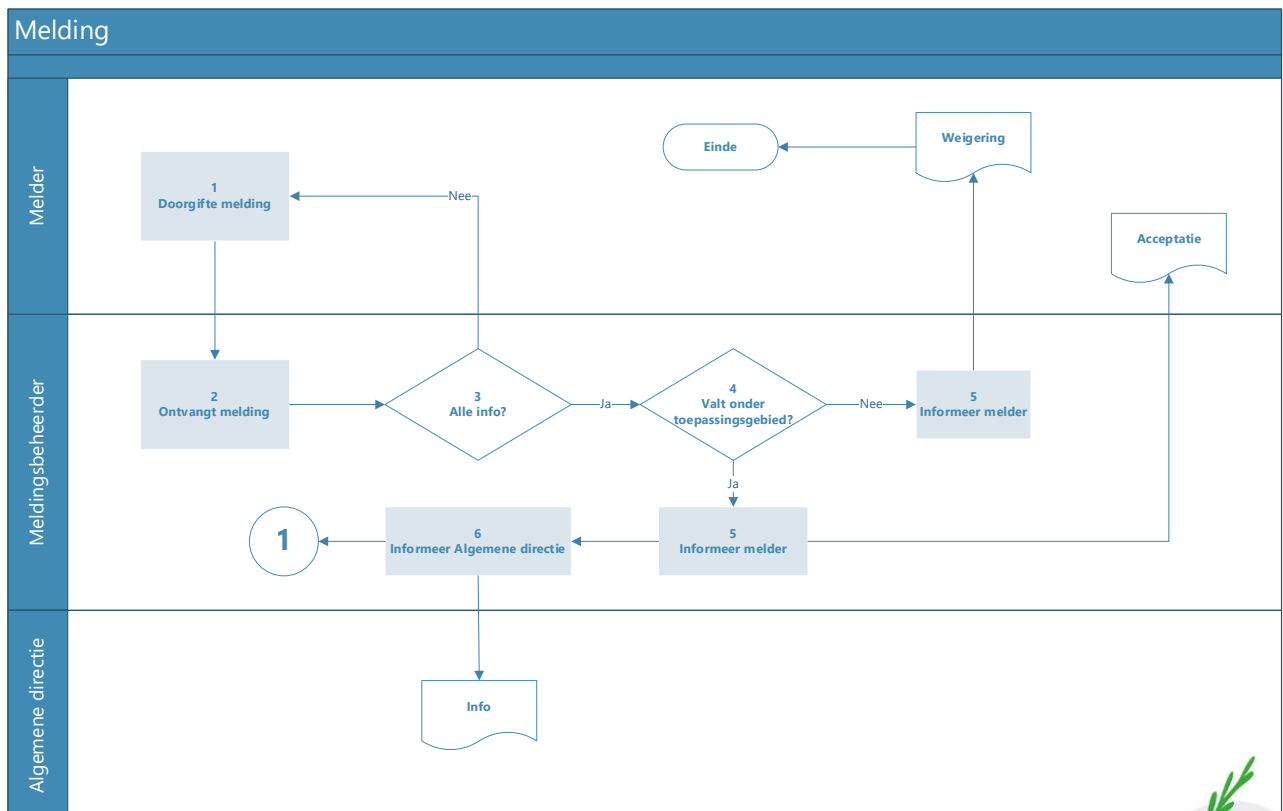 Melding
Melder
Einde
Weigering
1
Doorgifte melding
Nee
Acceptatie
Meldingsbeheerder
2
Ontvangt melding
3
Alle info?
Ja
4
Valt onder
toepassingsgebied?
Nee
5
Informeer melder
Ja
1
6
Informeer Algemene directie
5
Informeer melder
Algemene directie
Info